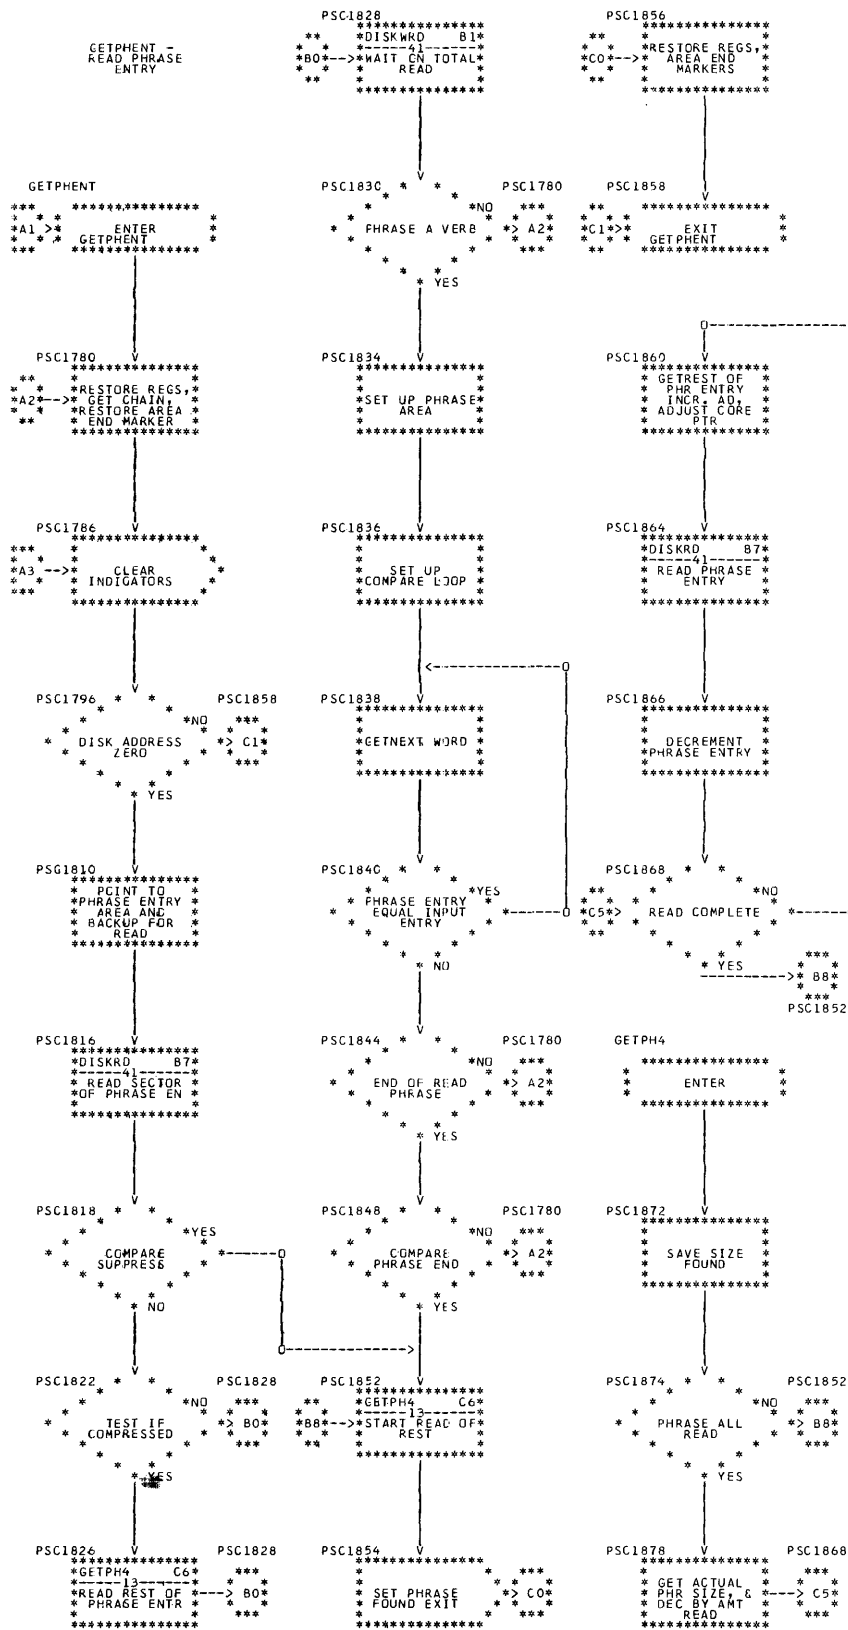 GETPHENT -
READ PHRASE
ENTRY
GETPHENT
A1
ENTER
GETPHENT
PSC1780
A2
RESTORE REGS,
GET CHAIN,
RESTORE AREA
END MARKER
PSC1786
A3
CLEAR
INDIGATORS
PSC1796
DISK ADDRESS
ZERO
NO
PSC1858
C1
YES
PSG1810
POINT TO
PHRASE ENTRY
AREA AND
BACKUP FOR
READ
PSC1816
DISKRD B7
41
READ SECTOR
OF PHRASE EN
PSC1818
COMPARE
SUPPRESS
YES
NO
PSC1822
TEST IF
COMPRESSED
NO
PSC1828
B0
YES
PSC1826
GETPH4 C6
13
READ REST OF
PHRASE ENTR
PSC1828
B0
PSC1828
B0
DISKWRD B1
41
WAIT ON TOTAL
READ
PSC1830
PHRASE A VERB
NO
PSC1780
A2
YES
PSC1834
SET UP PHRASE
AREA
PSC1836
SET UP
COMPARE LOOP
PSC1838
GETNEXT WORD
PSC1840
PHRASE ENTRY
EQUAL INPUT
ENTRY
YES
NO
PSC1844
END OF READ
PHRASE
NO
PSC1780
A2
YES
PSC1848
COMPARE
PHRASE END
NO
PSC1780
A2
YES
PSC1852
B8
GETPH4 C6
13
START READ OF
REST
PSC1854
SET PHRASE
FOUND EXIT
C0
PSC1856
C0
RESTORE REGS,
AREA END
MARKERS
PSC1858
C1
EXIT
GETPHENT
PSC1860
GETREST OF
PHR ENTRY
INCR. AD,
ADJUST CORE
PTR
PSC1864
DISKRD B7
41
READ PHRASE
ENTRY
PSC1866
DECREMENT
PHRASE ENTRY
PSC1868
C5
READ COMPLETE
NO
YES
B8
PSC1852
GETPH4
ENTER
PSC1872
SAVE SIZE
FOUND
PSC1874
PHRASE ALL
READ
NO
PSC1852
B8
YES
PSC1878
GET ACTUAL
PHR SIZE, &
DEC BY AMT
READ
PSC1868
C5